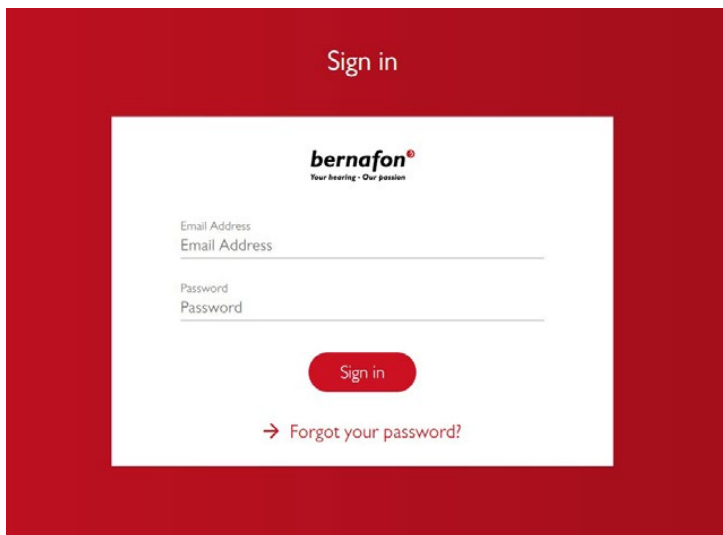 Sign in
bernafon
Your hearing • Our passion
Email Address
Email Address
Password
Password
Sign in
→ Forgot your password?